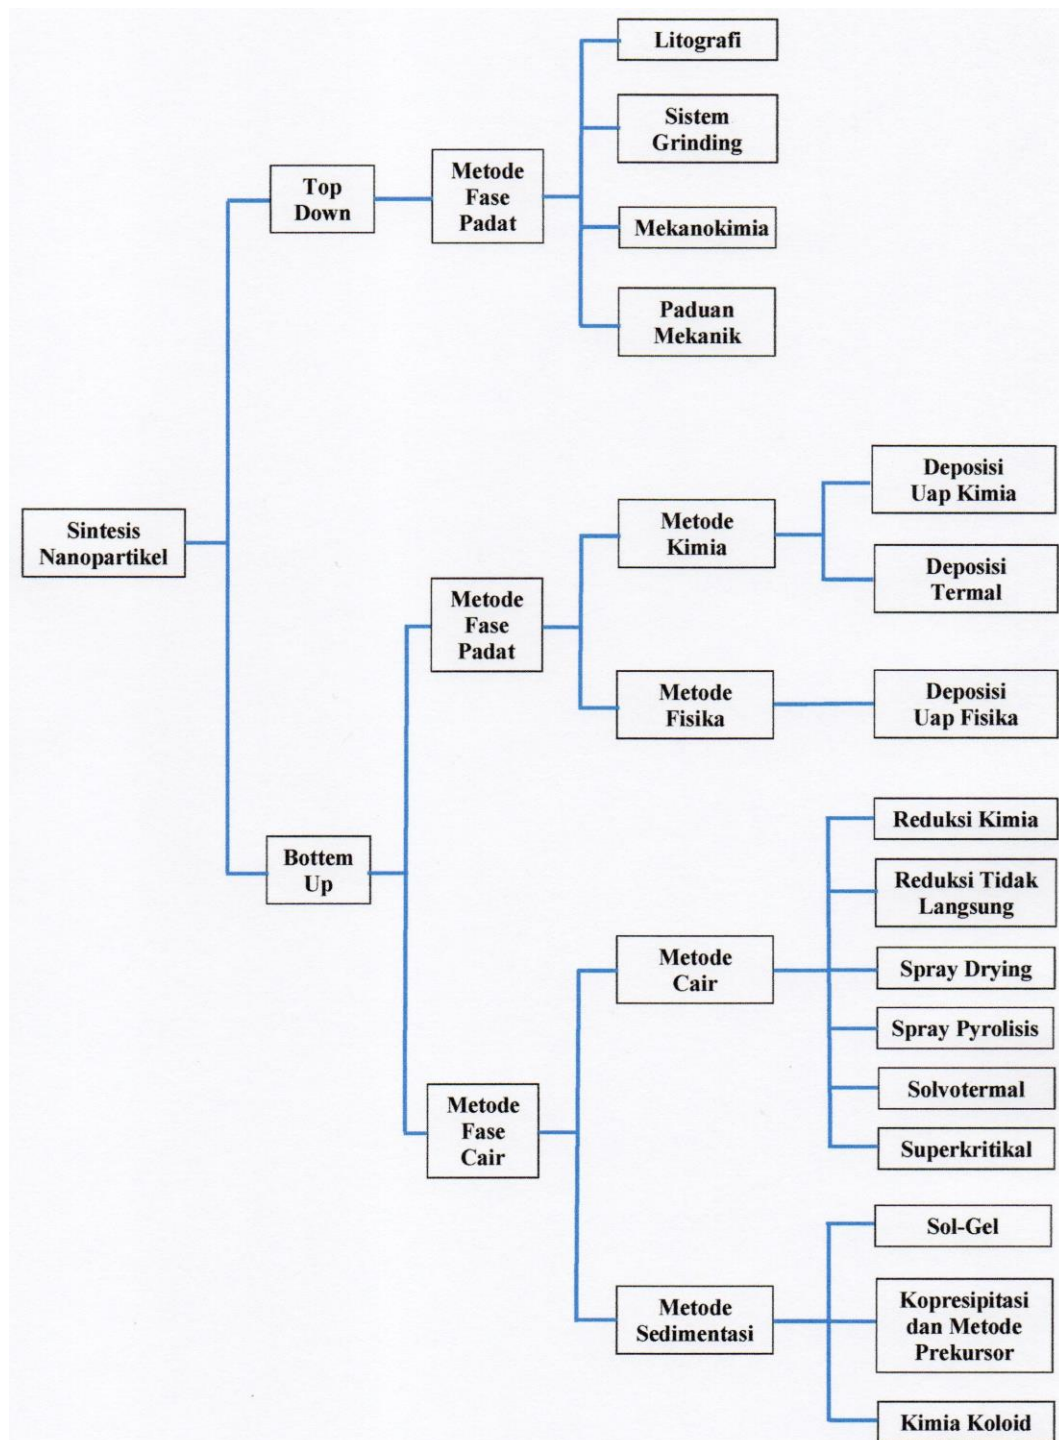 Litografi
Sistem
Grinding
Top
Down
Metode
Fase
Padat
Mekanokimia
Paduan
Mekanik
Sintesis
Nanopartikel
Deposisi
Uap Kimia
Metode
Kimia
Deposisi
Termal
Metode
Fase
Padat
Metode
Fisika
Deposisi
Uap Fisika
Bottem
Up
Reduksi Kimia
Reduksi Tidak
Langsung
Metode
Cair
Spray Drying
Spray Pyrolisis
Solvotermal
Superkritikal
Metode
Fase
Cair
Sol-Gel
Metode
Sedimentasi
Kopresipitasi
dan Metode
Prekursor
Kimia Koloid